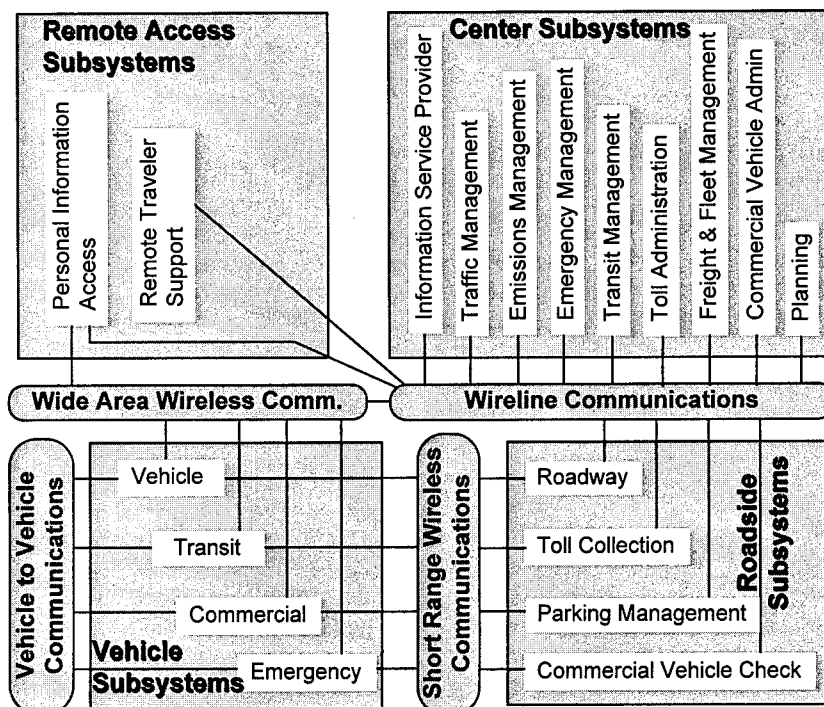 Remote Access
Subsystems
Personal Information
Access
Remote Traveler
Support
Center Subsystems
Information Service Provider
Traffic Management
Emissions Management
Emergency Management
Transit Management
Toll Administration
Freight & Fleet Management
Commercial Vehicle Admin
Planning
Wide Area Wireless Comm.
Wireline Communications
Vehicle to Vehicle
Communications
Vehicle
Transit
Commercial
Emergency
Vehicle
Subsystems
Short Range Wireless
Communications
Roadway
Toll Collection
Parking Management
Commercial Vehicle Check
Roadside
Subsystems